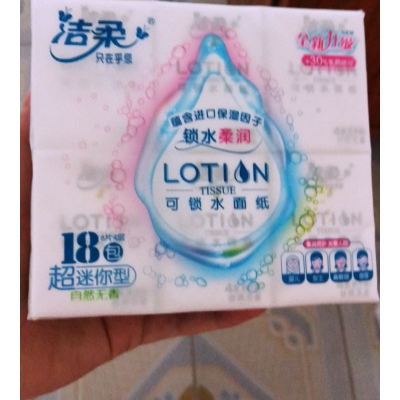 洁柔®
只在乎您
全新升级
蕴含进口保湿因子
锁水柔润
LOTION
TISSUE
可锁水面纸
18包
超迷你型
自然无香